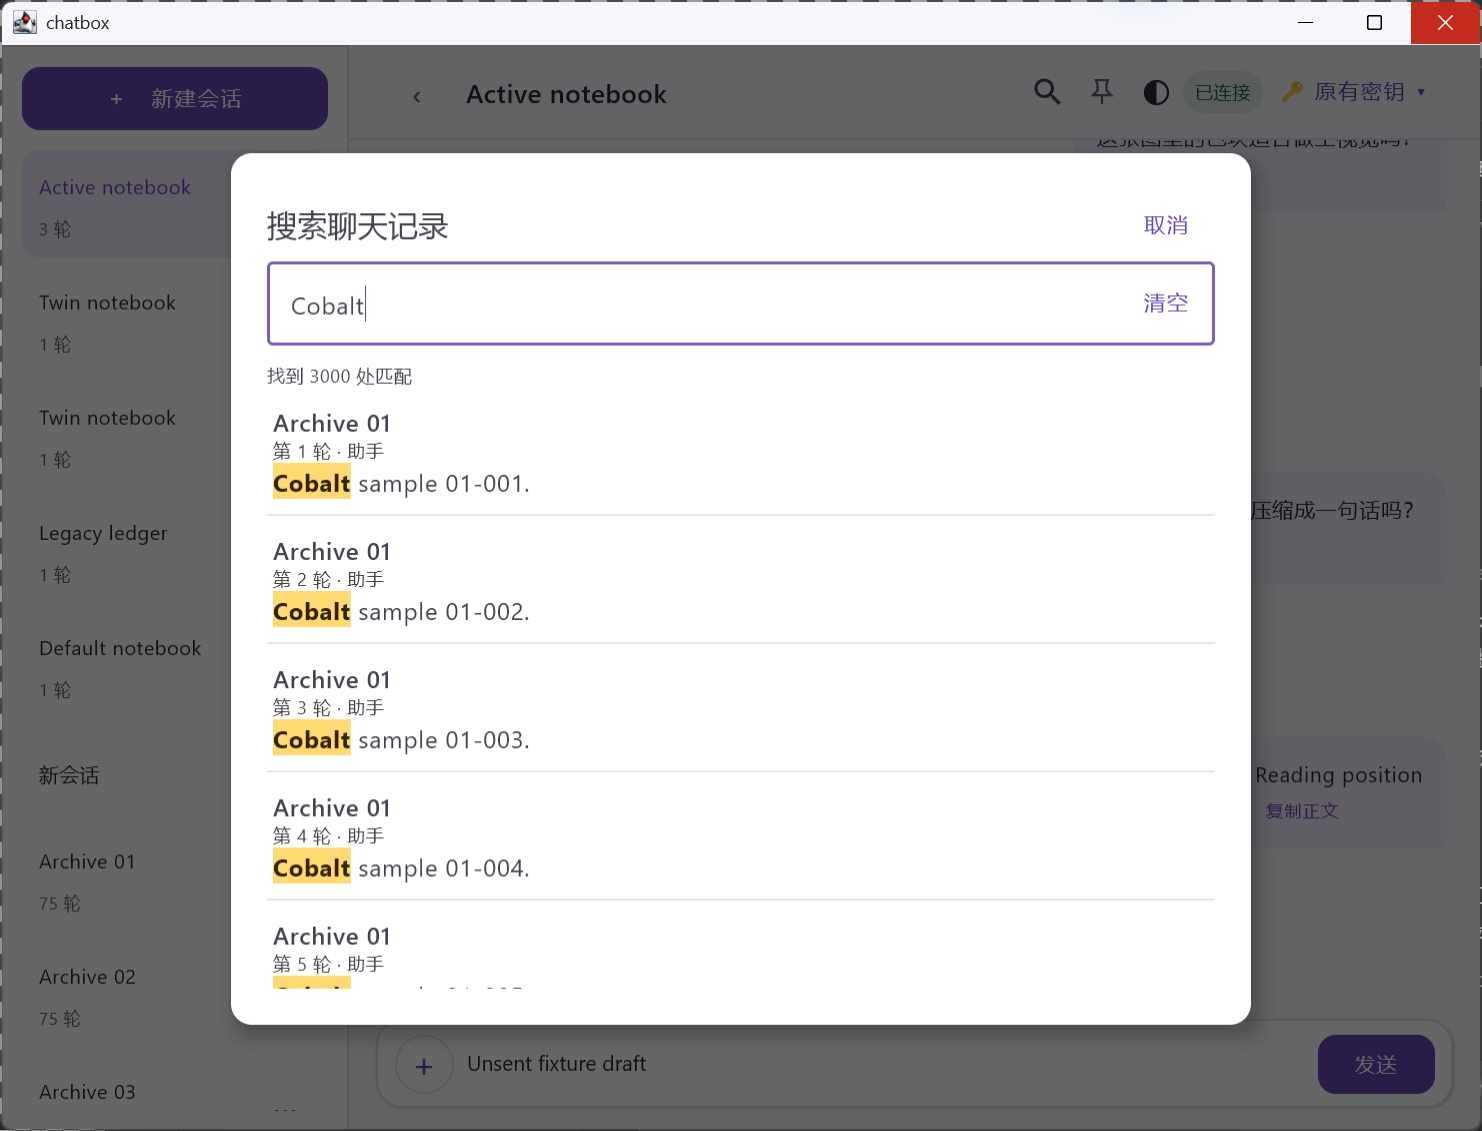 chatbox
+ 新建会话
Active notebook
已连接
原有密钥
Active notebook
3 轮
Twin notebook
1 轮
Twin notebook
1 轮
Legacy ledger
1 轮
Default notebook
1 轮
新会话
Archive 01
75 轮
Archive 02
75 轮
Archive 03
搜索聊天记录
取消
Cobalt
清空
找到 3000 处匹配
Archive 01
第 1 轮 · 助手
Cobalt sample 01-001.
Archive 01
第 2 轮 · 助手
Cobalt sample 01-002.
Archive 01
第 3 轮 · 助手
Cobalt sample 01-003.
Archive 01
第 4 轮 · 助手
Cobalt sample 01-004.
Archive 01
第 5 轮 · 助手
压缩成一句话吗？
Reading position
复制正文
+
Unsent fixture draft
发送